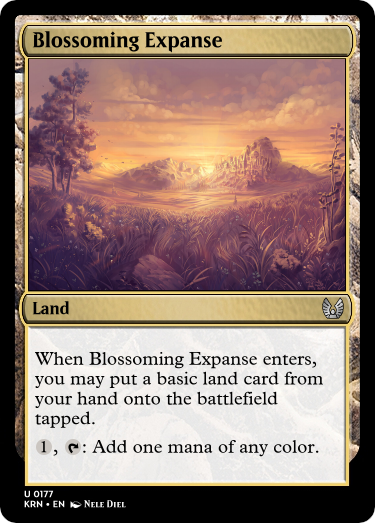 Blossoming Expanse
Land
When Blossoming Expanse enters,
you may put a basic land card from
your hand onto the battlefield
tapped.
1, : Add one mana of any color.
U 0177
KRN • EN Nele Diel